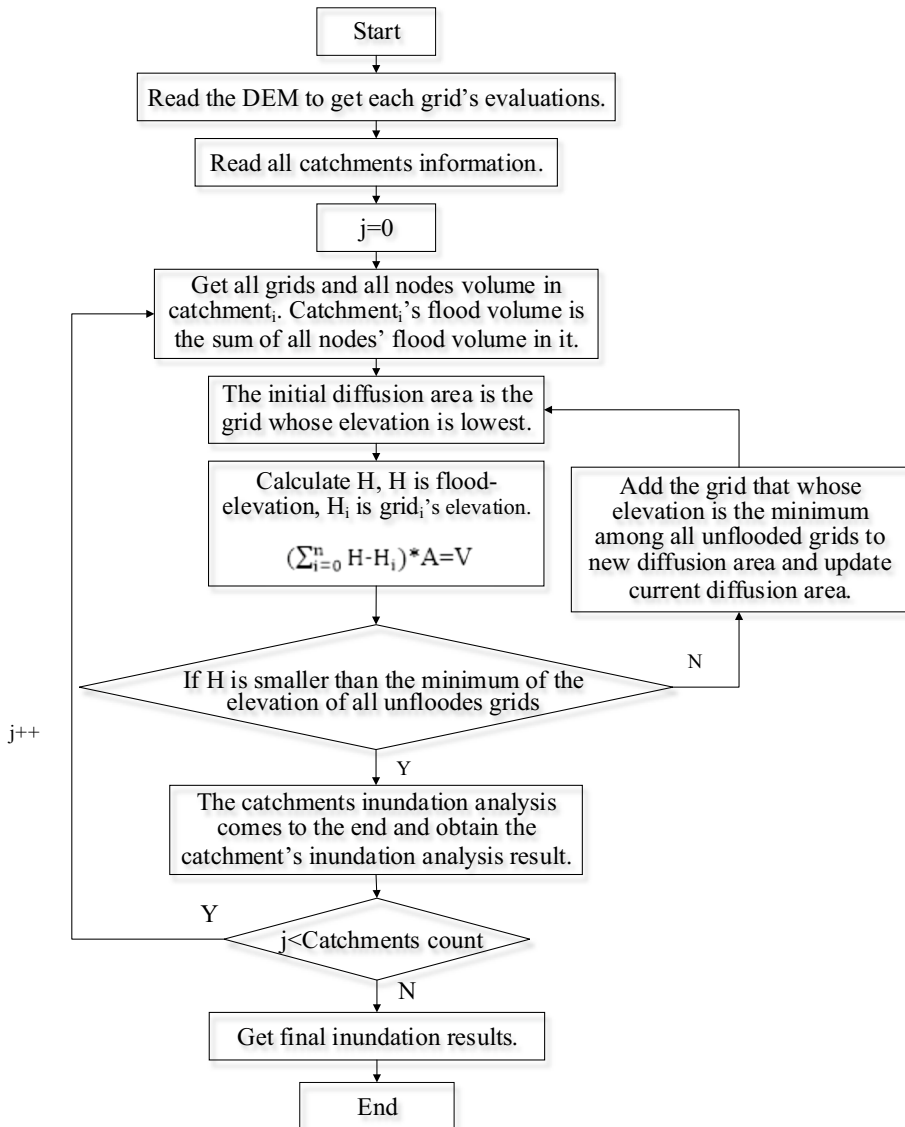 Start
Read the DEM to get each grid's evaluations.
Read all catchments information.
j=0
Get all grids and all nodes volume in
catchmentᵢ. Catchmentᵢ's flood volume is
the sum of all nodes' flood volume in it.
The initial diffusion area is the
grid whose elevation is lowest.
Calculate H, H is flood-
elevation, Hᵢ is gridᵢ's elevation.
(∑ⁿᵢ₌₀ H-Hᵢ)*A=V
Add the grid that whose
elevation is the minimum
among all unflooded grids to
new diffusion area and update
current diffusion area.
N
If H is smaller than the minimum of the
elevation of all unfloodes grids
j++
Y
The catchments inundation analysis
comes to the end and obtain the
catchment's inundation analysis result.
Y
j<Catchments count
N
Get final inundation results.
End